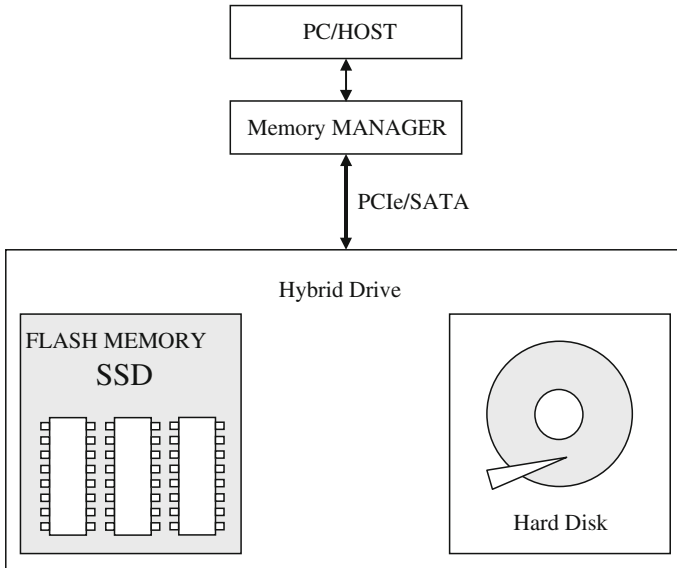 PC/HOST
Memory MANAGER
PCIe/SATA
Hybrid Drive
FLASH MEMORY
SSD
Hard Disk